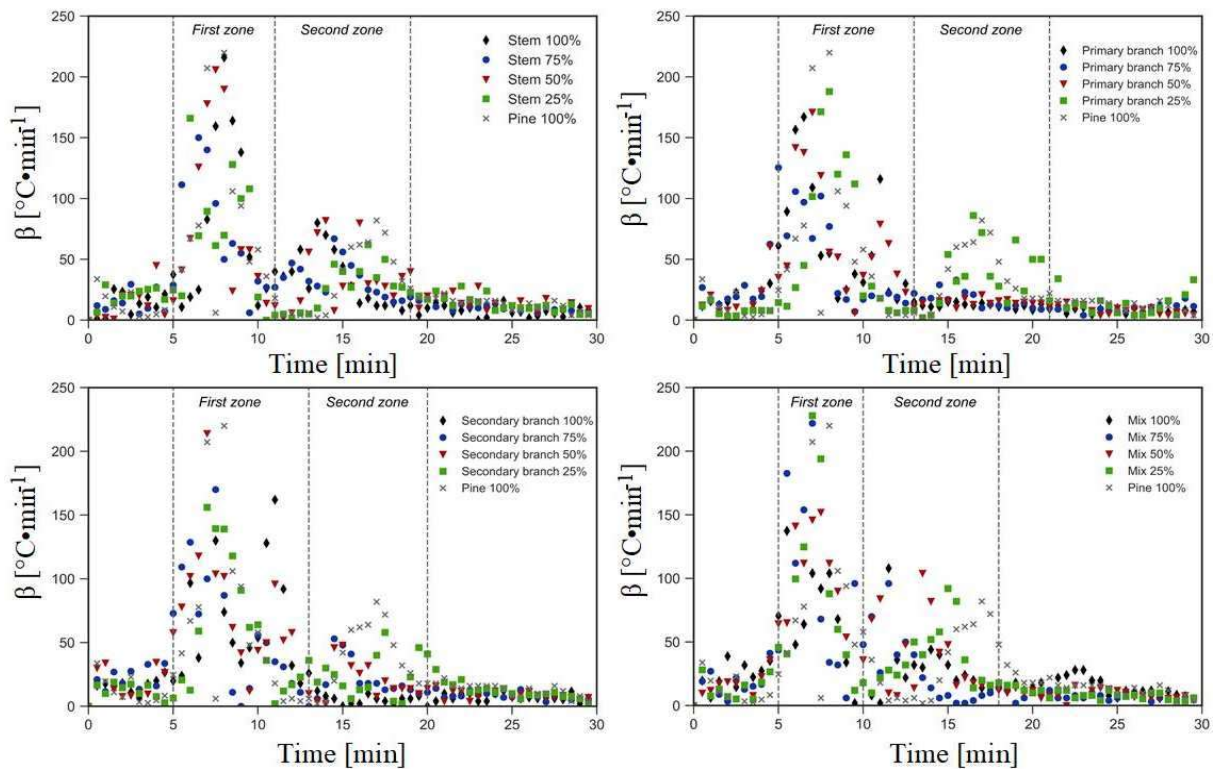 First zone
Second zone
Stem 100%
Stem 75%
Stem 50%
Stem 25%
Pine 100%
β [°C•min⁻¹]
250
200
150
100
50
0
0 5 10 15 20 25 30
Time [min]
First zone
Second zone
Primary branch 100%
Primary branch 75%
Primary branch 50%
Primary branch 25%
Pine 100%
β [°C•min⁻¹]
250
200
150
100
50
0
0 5 10 15 20 25 30
Time [min]
First zone
Second zone
Secondary branch 100%
Secondary branch 75%
Secondary branch 50%
Secondary branch 25%
Pine 100%
β [°C•min⁻¹]
250
200
150
100
50
0
0 5 10 15 20 25 30
Time [min]
First zone
Second zone
Mix 100%
Mix 75%
Mix 50%
Mix 25%
Pine 100%
β [°C•min⁻¹]
250
200
150
100
50
0
0 5 10 15 20 25 30
Time [min]